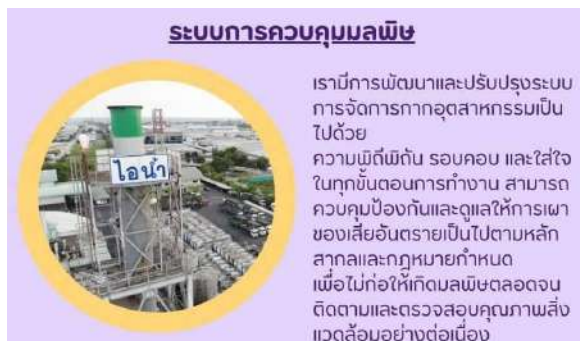 ระบบการควบคุมมลพิษ
ไอน้ำ
เรามีการพัฒนาและปรับปรุงระบบ
การจัดการกากอุตสาหกรรมเป็น
ไปด้วย
ความพิถีพิถัน รอบคอบ และใส่ใจ
ในทุกขั้นตอนการทำงาน สามารถ
ควบคุมป้องกันและดูแลให้การเผา
ของเสียอันตรายเป็นไปตามหลัก
สากลและกฎหมายกำหนด
เพื่อไม่ก่อให้เกิดมลพิษตลอดจน
ติดตามและตรวจสอบคุณภาพสิ่ง
แวดล้อมอย่างต่อเนื่อง